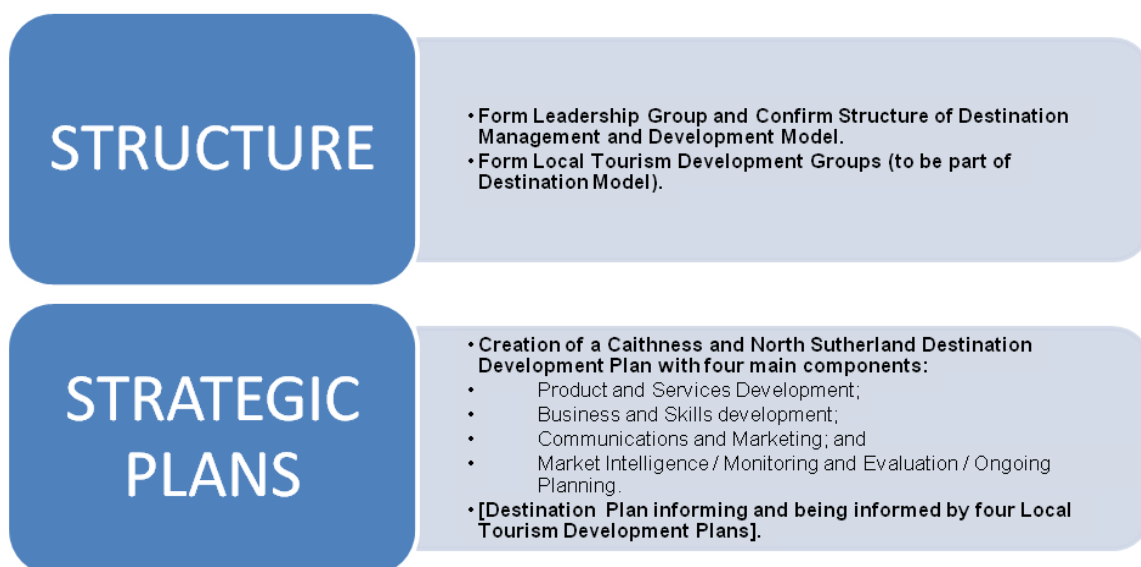 STRUCTURE
• Form Leadership Group and Confirm Structure of Destination
Management and Development Model.
• Form Local Tourism Development Groups (to be part of
Destination Model).
STRATEGIC
PLANS
• Creation of a Caithness and North Sutherland Destination
Development Plan with four main components:
• Product and Services Development;
• Business and Skills development;
• Communications and Marketing; and
• Market Intelligence / Monitoring and Evaluation / Ongoing
Planning.
• [Destination Plan informing and being informed by four Local
Tourism Development Plans].